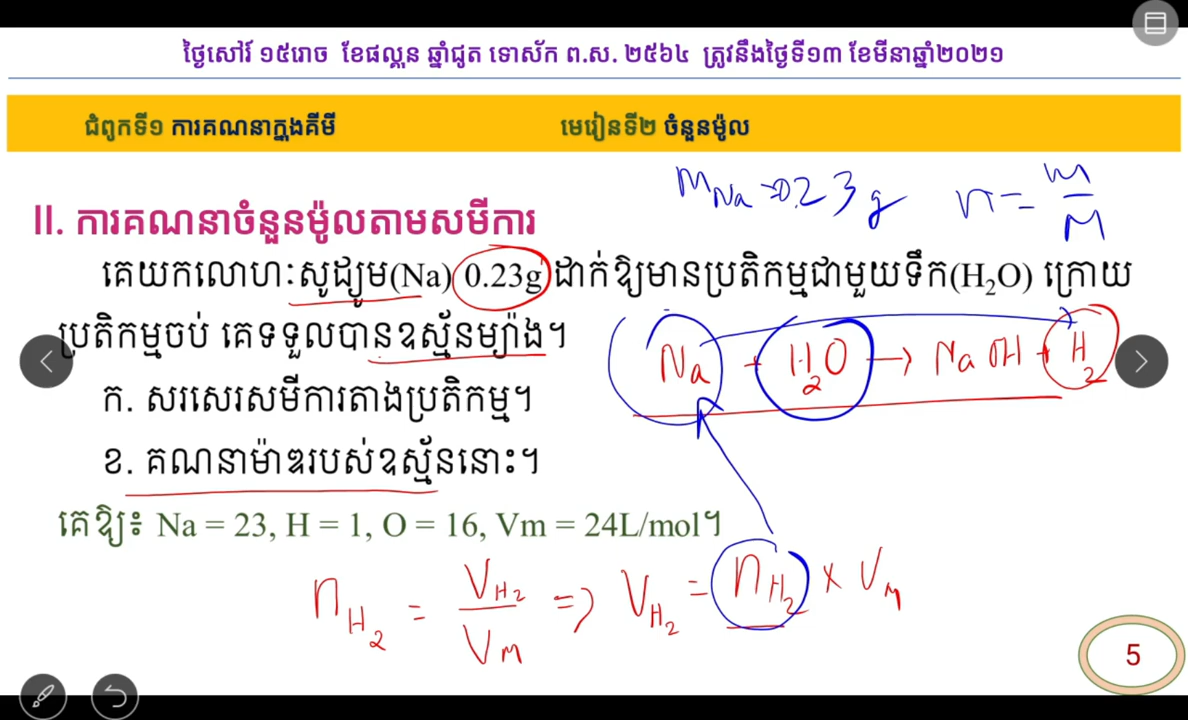 ថ្ងៃសៅរ៍ ១៥រោច ខែផល្គុន ឆ្នាំជូត ទោស័ក ព.ស. ២៥៦៤ ត្រូវនឹងថ្ងៃទី១៣ ខែមីនាឆ្នាំ២០២១
ជំពូកទី១ ការគណនាក្នុងគីមី មេរៀនទី២ ចំនួនម៉ូល
mNa = 0.23 g n = m/M
II. ការគណនាចំនួនម៉ូលតាមសមីការ
គេយកលោហៈសូដ្យូម(Na) 0.23g ដាក់ឱ្យមានប្រតិកម្មជាមួយទឹក(H₂O) ក្រោយ
ប្រតិកម្មចប់ គេទទួលបានឧស្ម័នម្យ៉ាង។
Na + H₂O → NaOH + H₂
ក. សរសេរសមីការតាងប្រតិកម្ម។
ខ. គណនាម៉ាឌរបស់ឧស្ម័ននោះ។
គេឱ្យ៖ Na = 23, H = 1, O = 16, Vm = 24L/mol។
nH₂ = VH₂/VM => VH₂ = nH₂ × VM
5